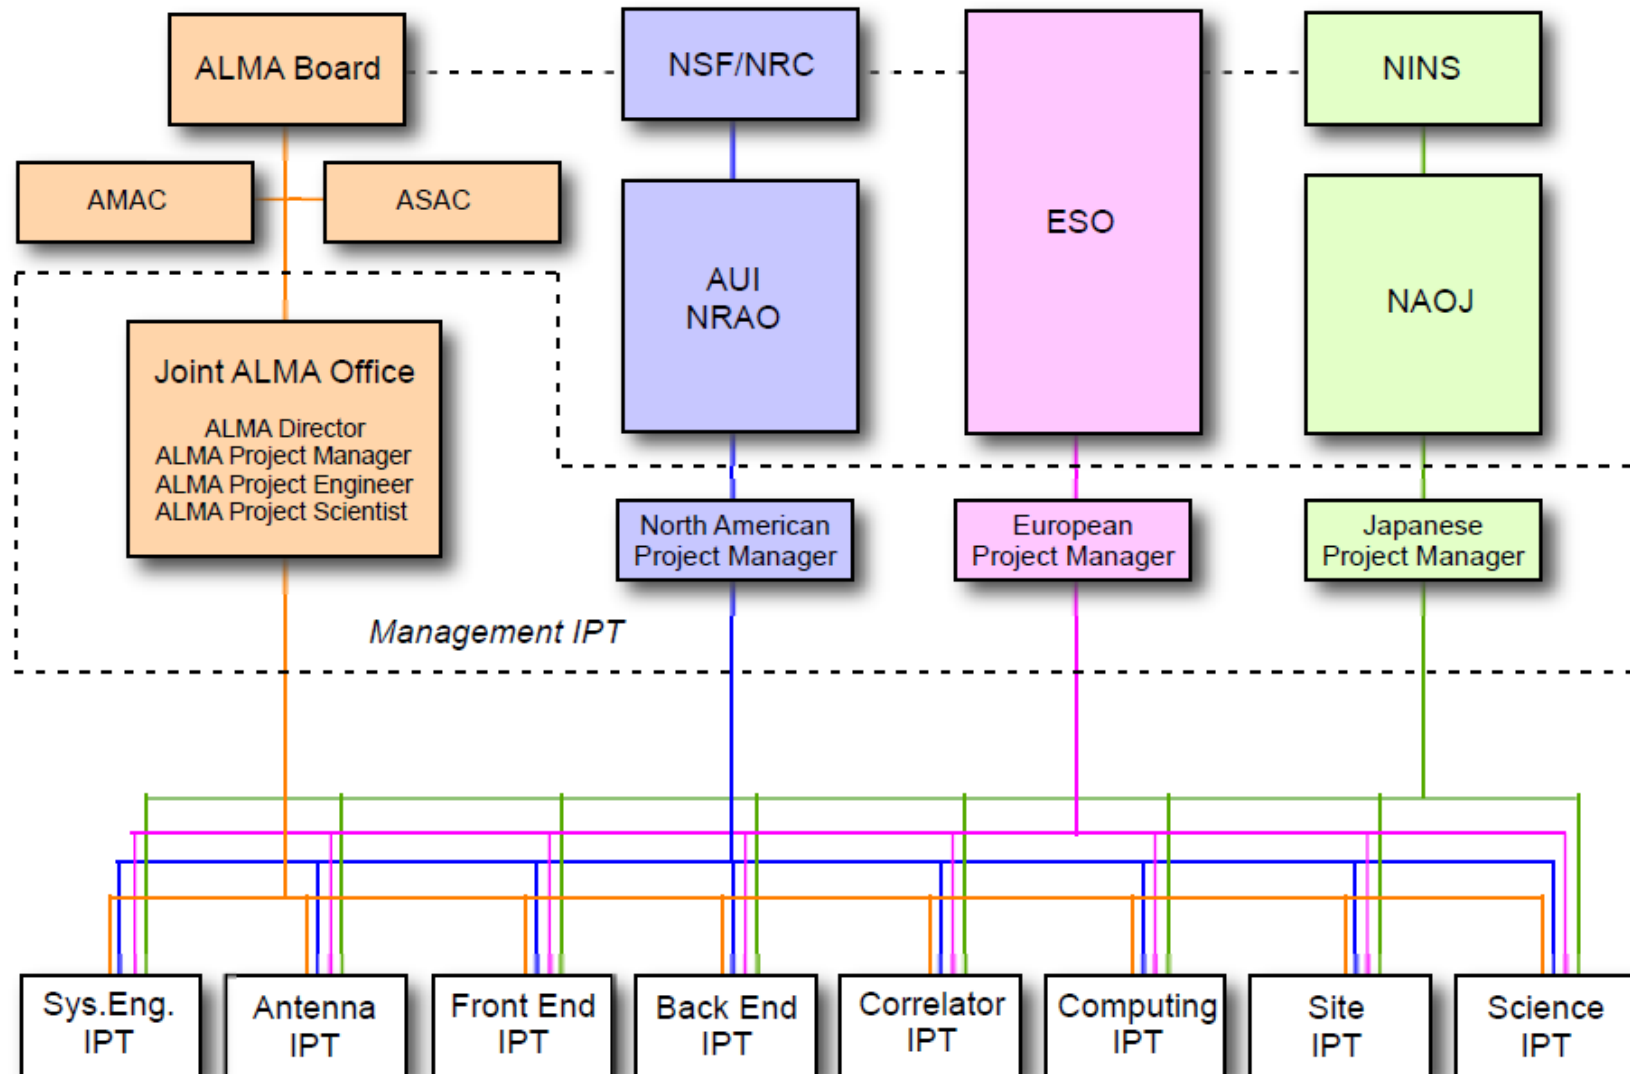 ALMA Board
NSF/NRC
NINS
AMAC
ASAC
ESO
AUI
NRAO
NAOJ
Joint ALMA Office
ALMA Director
ALMA Project Manager
ALMA Project Engineer
ALMA Project Scientist
North American
Project Manager
European
Project Manager
Japanese
Project Manager
Management IPT
Sys.Eng.
IPT
Antenna
IPT
Front End
IPT
Back End
IPT
Correlator
IPT
Computing
IPT
Site
IPT
Science
IPT